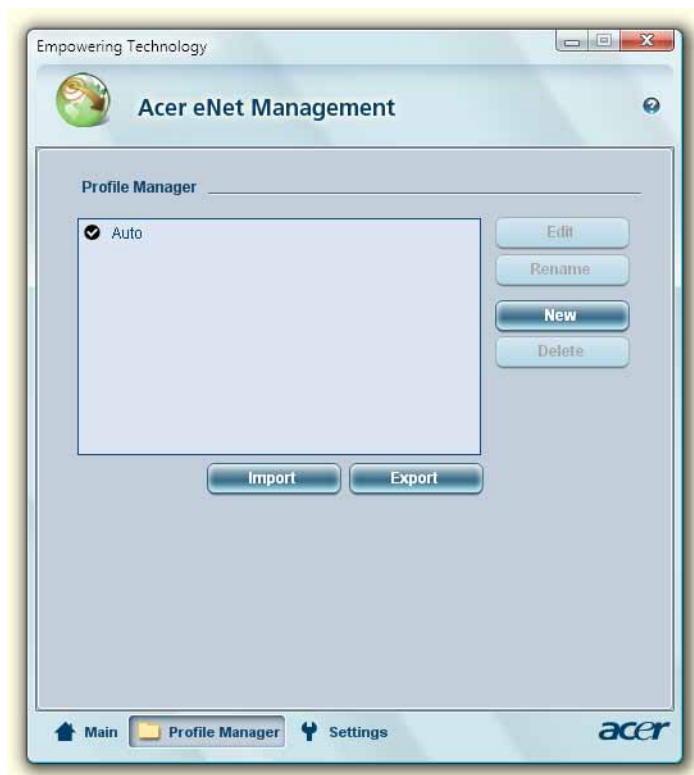 Empowering Technology
Acer eNet Management
Profile Manager
Auto
Edit
Rename
New
Delete
Import Export
Main Profile Manager Settings acer